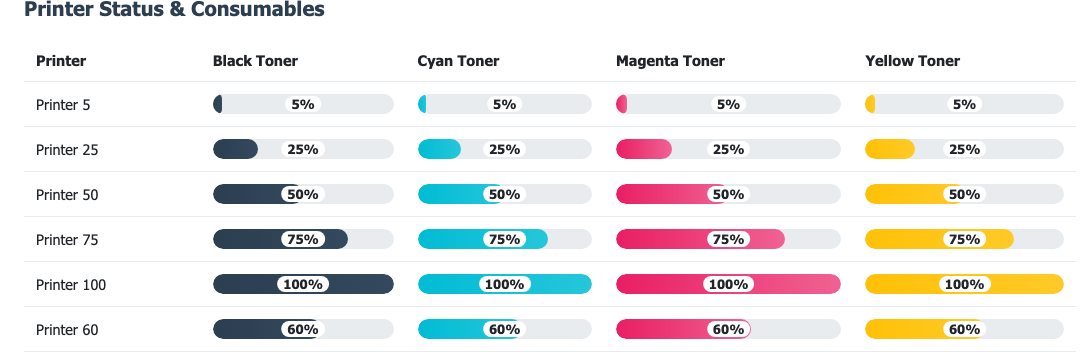 Printer Status & Consumables
Printer Black Toner Cyan Toner Magenta Toner Yellow Toner
Printer 5 5% 5% 5% 5%
Printer 25 25% 25% 25% 25%
Printer 50 50% 50% 50% 50%
Printer 75 75% 75% 75% 75%
Printer 100 100% 100% 100% 100%
Printer 60 60% 60% 60% 60%